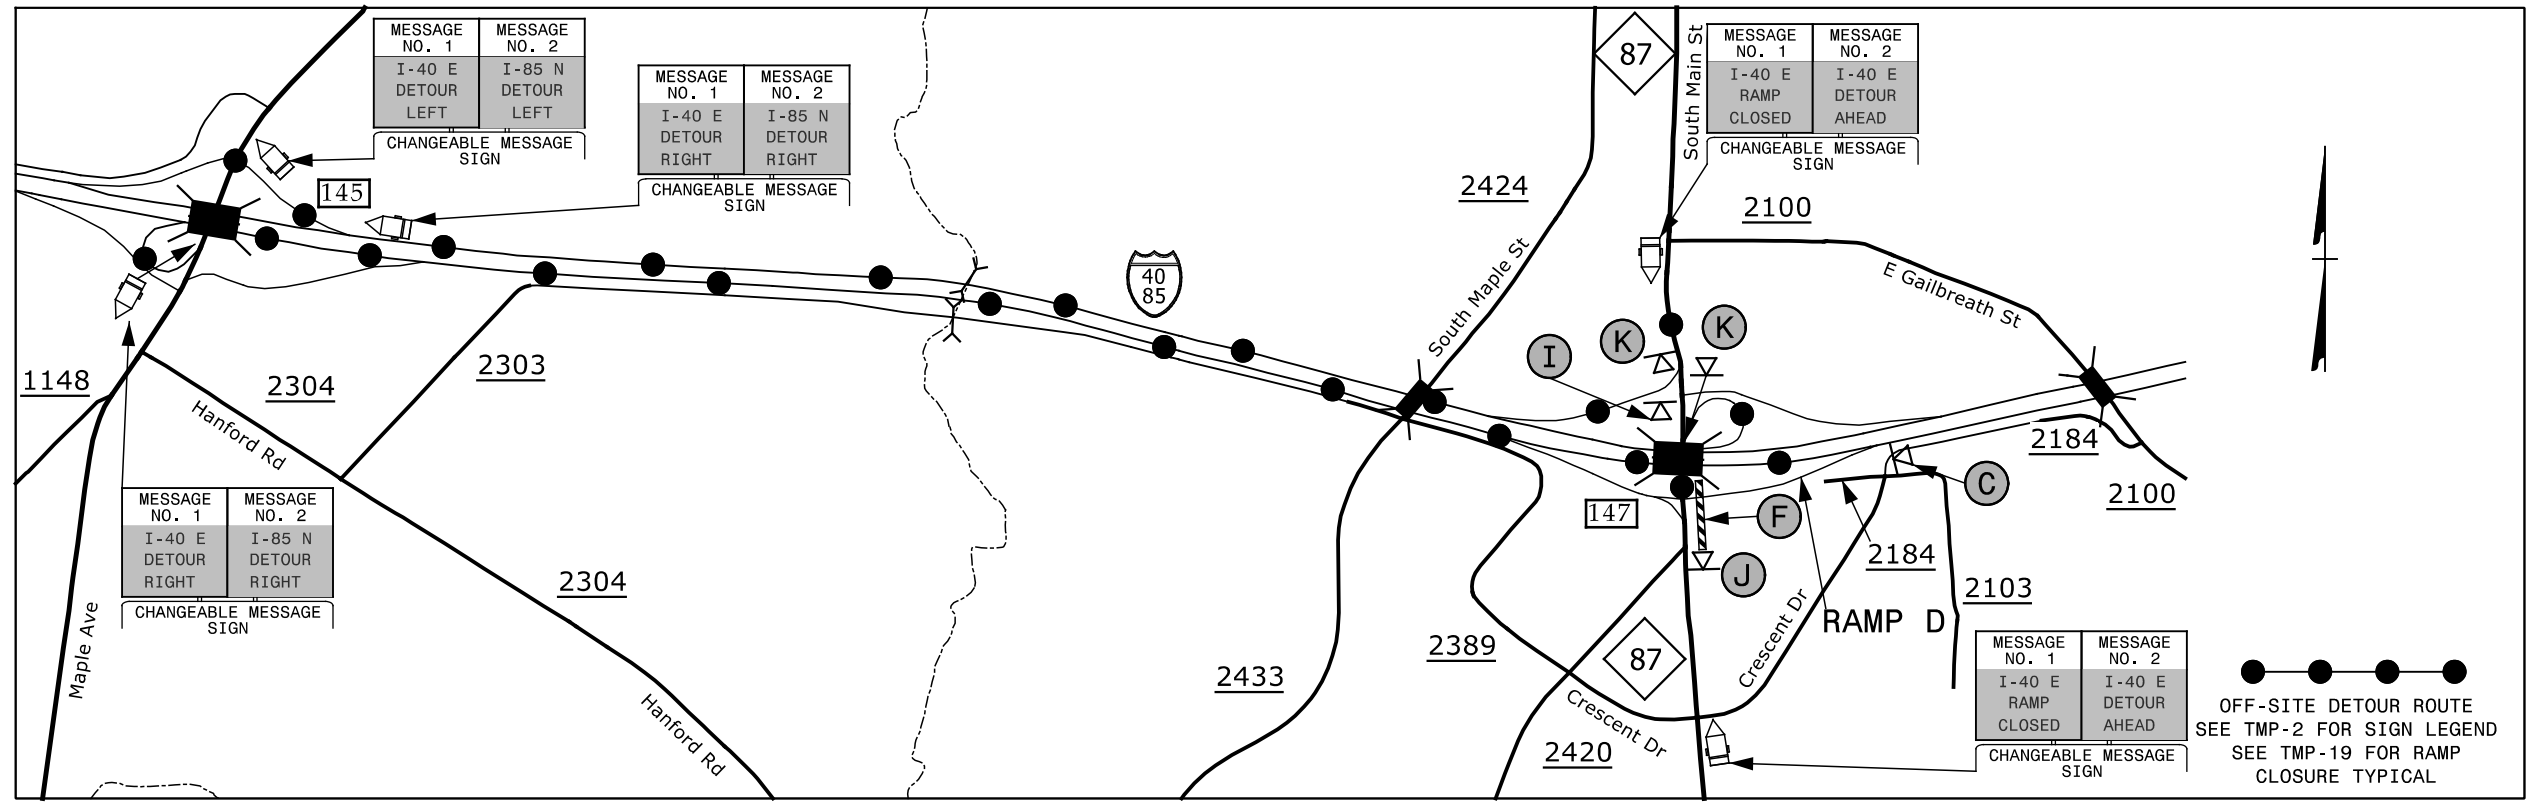 MESSAGE NO. 1
MESSAGE NO. 2
I-40 E
DETOUR
LEFT
I-85 N
DETOUR
LEFT
CHANGEABLE MESSAGE
SIGN
MESSAGE NO. 1
MESSAGE NO. 2
I-40 E
DETOUR
RIGHT
I-85 N
DETOUR
RIGHT
CHANGEABLE MESSAGE
SIGN
87
South Main St
MESSAGE NO. 1
MESSAGE NO. 2
I-40 E
RAMP
CLOSED
I-40 E
DETOUR
AHEAD
CHANGEABLE MESSAGE
SIGN
145
2424
2100
South Maple St
E Gailbreath St
40
85
I
K
K
1148
2304
2303
Hanford Rd
2184
C
2100
147
F
J
2184
MESSAGE NO. 1
MESSAGE NO. 2
I-40 E
DETOUR
RIGHT
I-85 N
DETOUR
RIGHT
CHANGEABLE MESSAGE
SIGN
Maple Ave
2304
Hanford Rd
2433
2389
87
Crescent Dr
Crescent Dr
2420
RAMP D
2103
MESSAGE NO. 1
MESSAGE NO. 2
I-40 E
RAMP
CLOSED
I-40 E
DETOUR
AHEAD
CHANGEABLE MESSAGE
SIGN
OFF-SITE DETOUR ROUTE
SEE TMP-2 FOR SIGN LEGEND
SEE TMP-19 FOR RAMP
CLOSURE TYPICAL